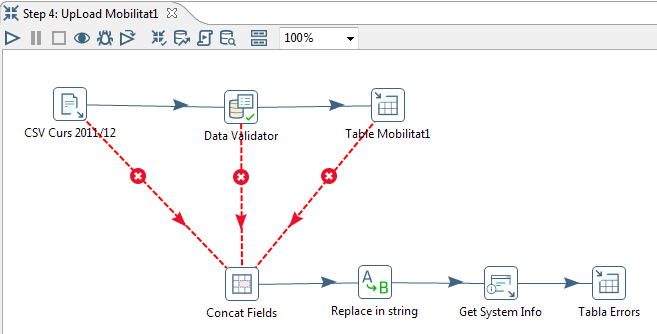 Step 4: UpLoad Mobilitat1
100%
CSV Curs 2011/12
Data Validator
Table Mobilitat1
A
B
Concat Fields
Replace in string
Get System Info
Tabla Errors